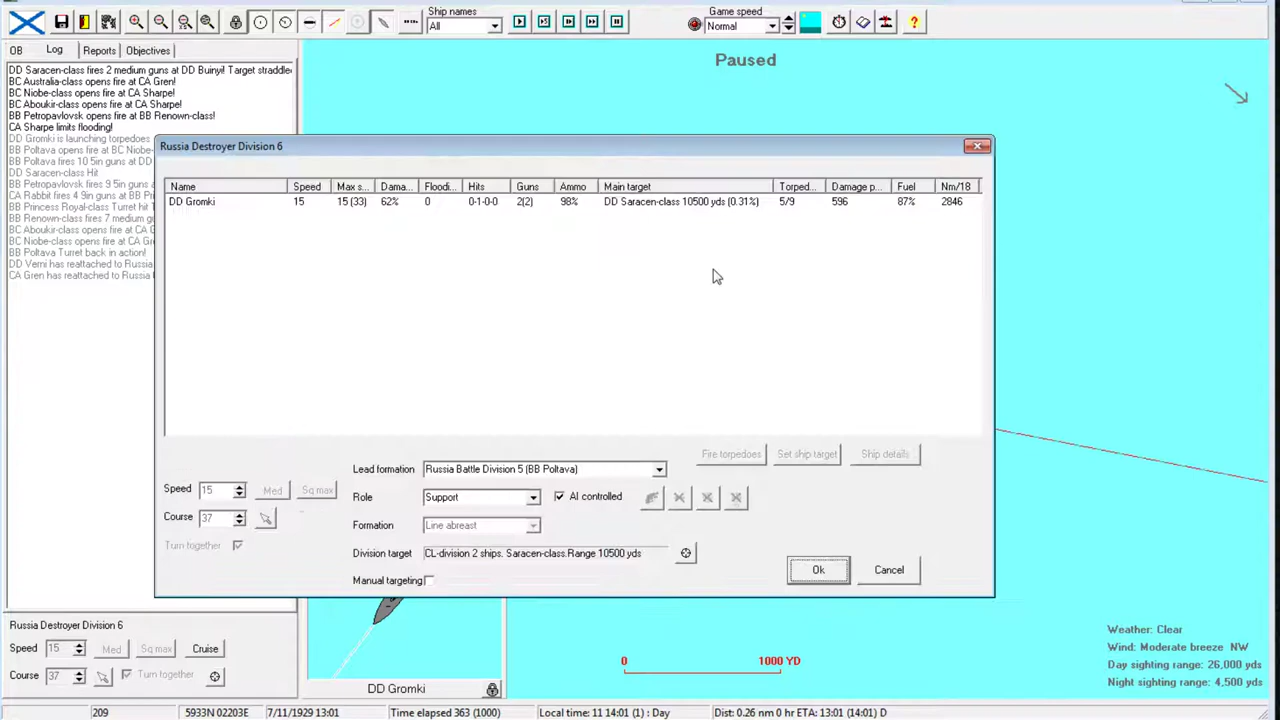 Ship names
All
Game speed
Normal
?
OB Log Reports Objectives
DD Saracen-class fires 2 medium guns at DD Buinyi! Target straddle
BC Australia-class opens fire at CA Gren!
BC Niobe-class opens fire at CA Sharpe!
BC Aboukir-class opens fire at CA Sharpe!
BB Petropavlovsk opens fire at BB Renown-class!
CA Sharpe limits flooding!
DD Gromki is launching torpedoes
BB Poltava opens fire at BC Niobe-
BB Poltava fires 10 5in guns at DD
DD Saracen-class Hit
BB Petropavlovsk fires 9 5in guns at
CA Rabbit fires 4 9in guns at BB Pr
BB Princess Royal-class Turret hit T
BB Renown-class fires 7 medium g
BC Aboukir-class opens fire at CA G
BC Niobe-class opens fire at CA Gr
BB Poltava Turret back in action!
DD Verni has reattached to Russia
CA Gren has reattached to Russia
Paused
Russia Destroyer Division 6
Name Speed Max s... Dama... Floodi... Hits Guns Ammo Main target Torped... Damage p... Fuel Nm/18
DD Gromki 15 15 (33) 62% 0 0-1-0-0 2(2) 98% DD Saracen-class 10500 yds (0.31%) 5/9 596 87% 2846
Fire torpedoes Set ship target Ship details
Lead formation Russia Battle Division 5 (BB Poltava)
Speed 15 Med Sq max
Role Support AI controlled
Course 37
Formation Line abreast
Turn together
Division target CL-division 2 ships. Saracen-class.Range 10500 yds
Manual targeting
Ok Cancel
Russia Destroyer Division 6
Speed 15 Med Sq max Cruise
Course 37 Turn together
DD Gromki
0 1000 YD
Weather: Clear
Wind: Moderate breeze NW
Day sighting range: 26,000 yds
Night sighting range: 4,500 yds
209 5933N 02203E 7/11/1929 13:01 Time elapsed 363 (1000) Local time: 11 14:01 (1) : Day Dist: 0.26 nm 0 hr ETA: 13:01 (14:01) D